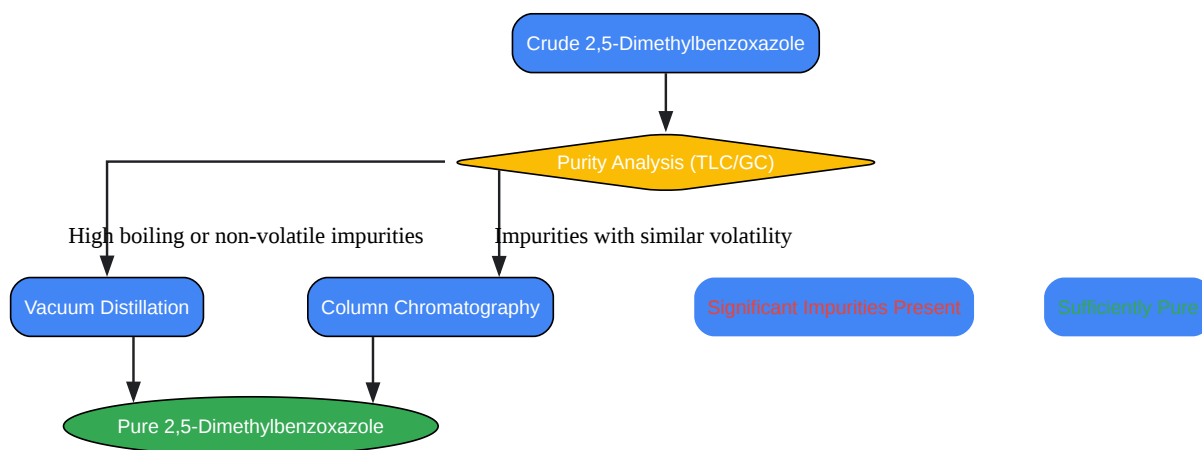 Crude 2,5-Dimethylbenzoxazole
Purity Analysis (TLC/GC)
High boiling or non-volatile impurities
Impurities with similar volatility
Vacuum Distillation
Column Chromatography
Significant Impurities Present
Sufficiently Pure
Pure 2,5-Dimethylbenzoxazole